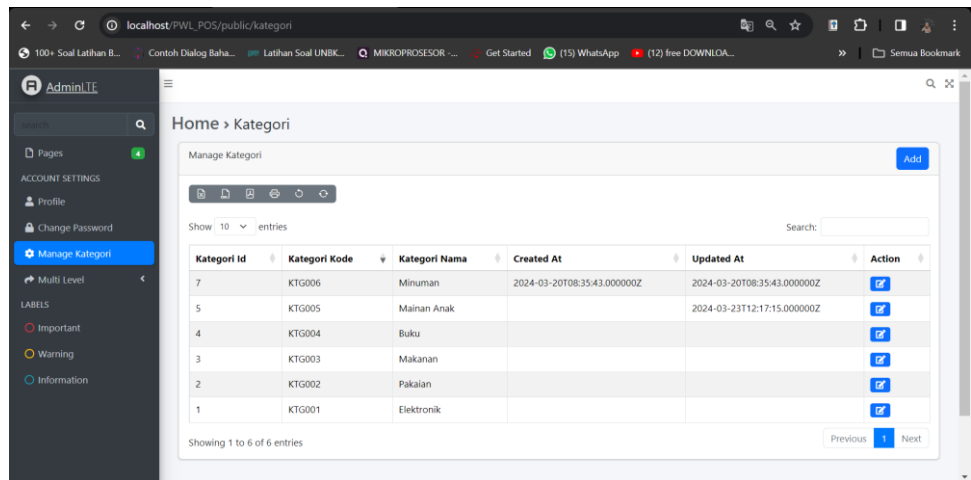 localhost/PWL_POS/public/kategori
100+ Soal Latihan B... Contoh Dialog Baha... Latihan Soal UNBK... MIKROPROSESOR -... Get Started (15) WhatsApp (12) free DOWNLOA... » Semua Bookmark
AdminLTE
search
Home › Kategori
Pages 4
Manage Kategori Add
ACCOUNT SETTINGS
Profile
Change Password
Show 10 entries Search:
Manage Kategori
Multi Level
LABELS
Important
Warning
Information
Kategori Id Kategori Kode Kategori Nama Created At Updated At Action
7 KTG006 Minuman 2024-03-20T08:35:43.000000Z 2024-03-20T08:35:43.000000Z
5 KTG005 Mainan Anak 2024-03-23T12:17:15.000000Z
4 KTG004 Buku
3 KTG003 Makanan
2 KTG002 Pakaian
1 KTG001 Elektronik
Showing 1 to 6 of 6 entries Previous 1 Next